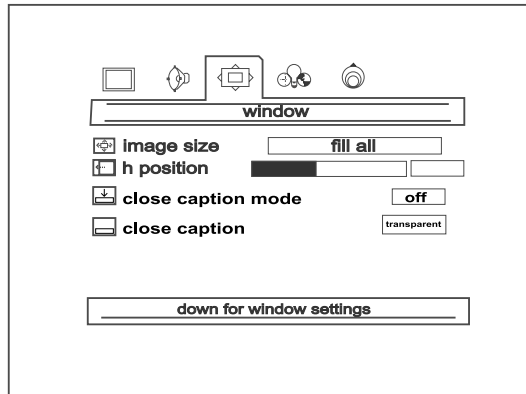 window
image size fill all
h position
close caption mode off
close caption transparent
down for window settings